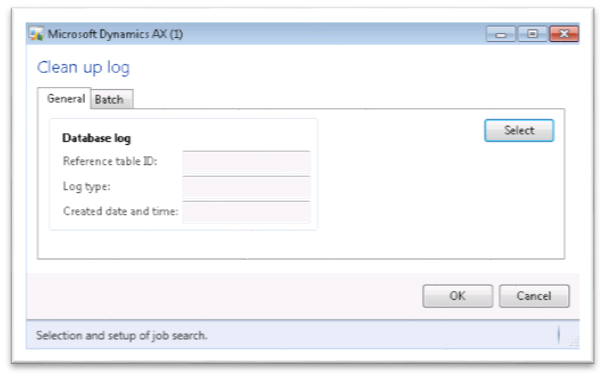 Microsoft Dynamics AX (1)
Clean up log
General Batch
Database log
Select
Reference table ID:
Log type:
Created date and time:
OK Cancel
Selection and setup of job search.